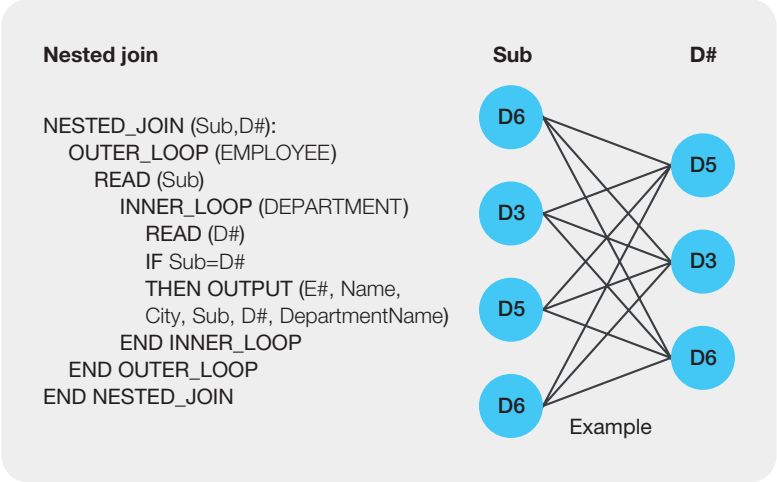 Nested join
NESTED_JOIN (Sub,D#):
OUTER_LOOP (EMPLOYEE)
READ (Sub)
INNER_LOOP (DEPARTMENT)
READ (D#)
IF Sub=D#
THEN OUTPUT (E#, Name,
City, Sub, D#, DepartmentName)
END INNER_LOOP
END OUTER_LOOP
END NESTED_JOIN
Sub
D6
D3
D5
D6
D#
D5
D3
D6
Example